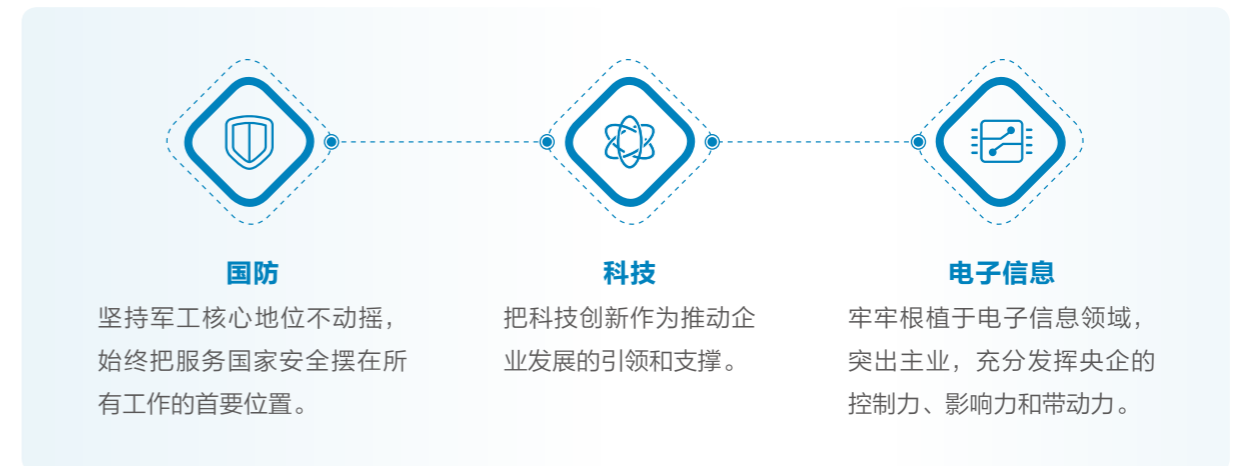 国防
坚持军工核心地位不动摇，
始终把服务国家安全摆在所
有工作的首要位置。
科技
把科技创新作为推动企
业发展的引领和支撑。
电子信息
牢牢根植于电子信息领域，
突出主业，充分发挥央企的
控制力、影响力和带动力。